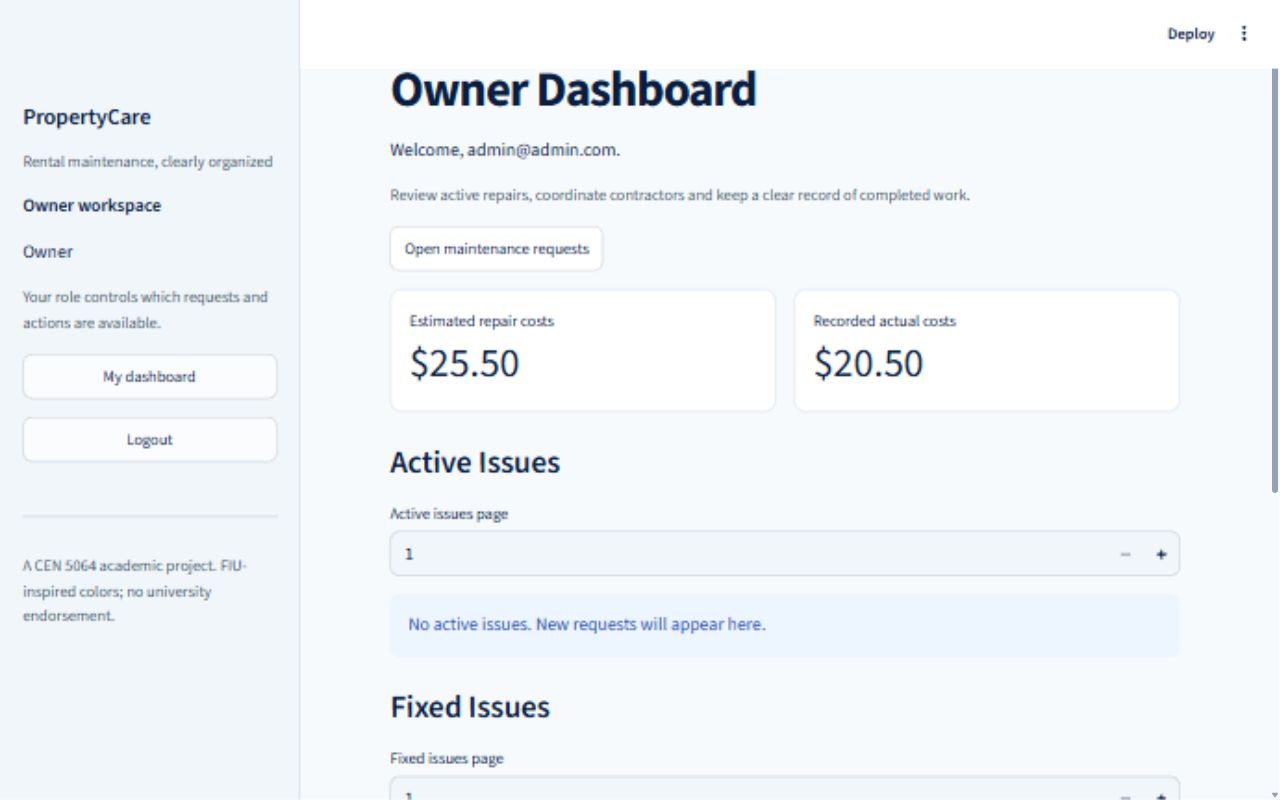 Deploy
PropertyCare
Rental maintenance, clearly organized
Owner workspace
Owner
Your role controls which requests and
actions are available.
My dashboard
Logout
A CEN 5064 academic project. FIU-
inspired colors; no university
endorsement.
Owner Dashboard
Welcome, admin@admin.com.
Review active repairs, coordinate contractors and keep a clear record of completed work.
Open maintenance requests
Estimated repair costs
$25.50
Recorded actual costs
$20.50
Active Issues
Active issues page
1
No active issues. New requests will appear here.
Fixed Issues
Fixed issues page
1